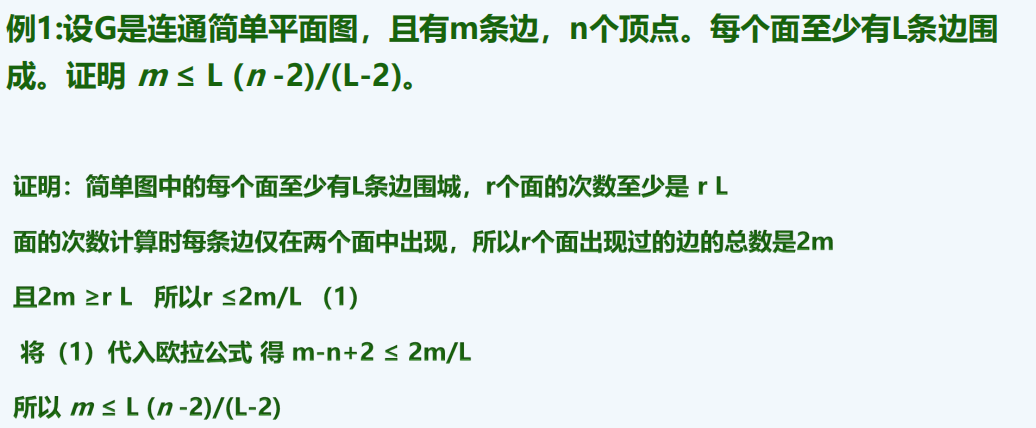 例1:设G是连通简单平面图，且有m条边，n个顶点。每个面至少有L条边围
成。证明 m ≤ L (n -2)/(L-2)。
证明：简单图中的每个面至少有L条边围城，r个面的次数至少是 r L
面的次数计算时每条边仅在两个面中出现，所以r个面出现过的边的总数是2m
且2m ≥r L 所以r ≤2m/L （1）
将（1）代入欧拉公式 得 m-n+2 ≤ 2m/L
所以 m ≤ L (n -2)/(L-2)